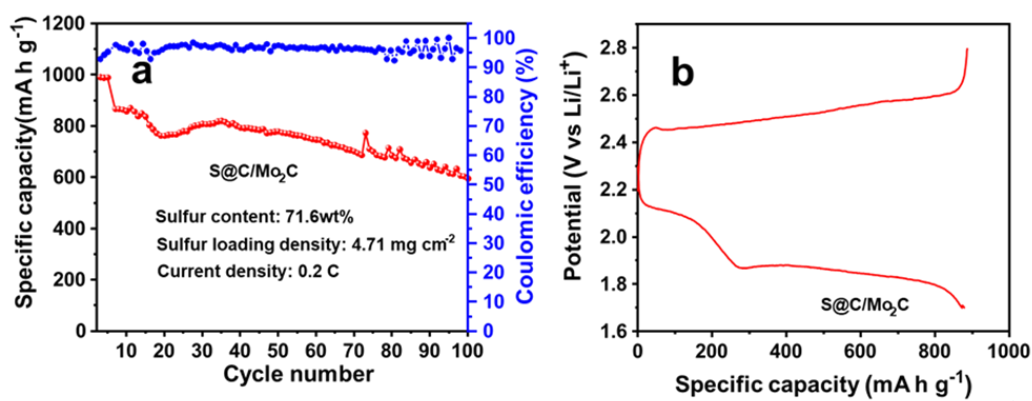 1200
1000
800
600
400
200
0
Specific capacity(mA h g⁻¹)
a
S@C/Mo₂C
Sulfur content: 71.6wt%
Sulfur loading density: 4.71 mg cm⁻²
Current density: 0.2 C
10 20 30 40 50 60 70 80 90 100
Cycle number
100
95
90
85
80
75
70
65
60
55
50
45
40
35
30
25
20
15
10
5
0
Coulomic efficiency (%)
2.8
2.6
2.4
2.2
2.0
1.8
1.6
Potential (V vs Li/Li⁺)
b
S@C/Mo₂C
0 200 400 600 800 1000
Specific capacity (mA h g⁻¹)